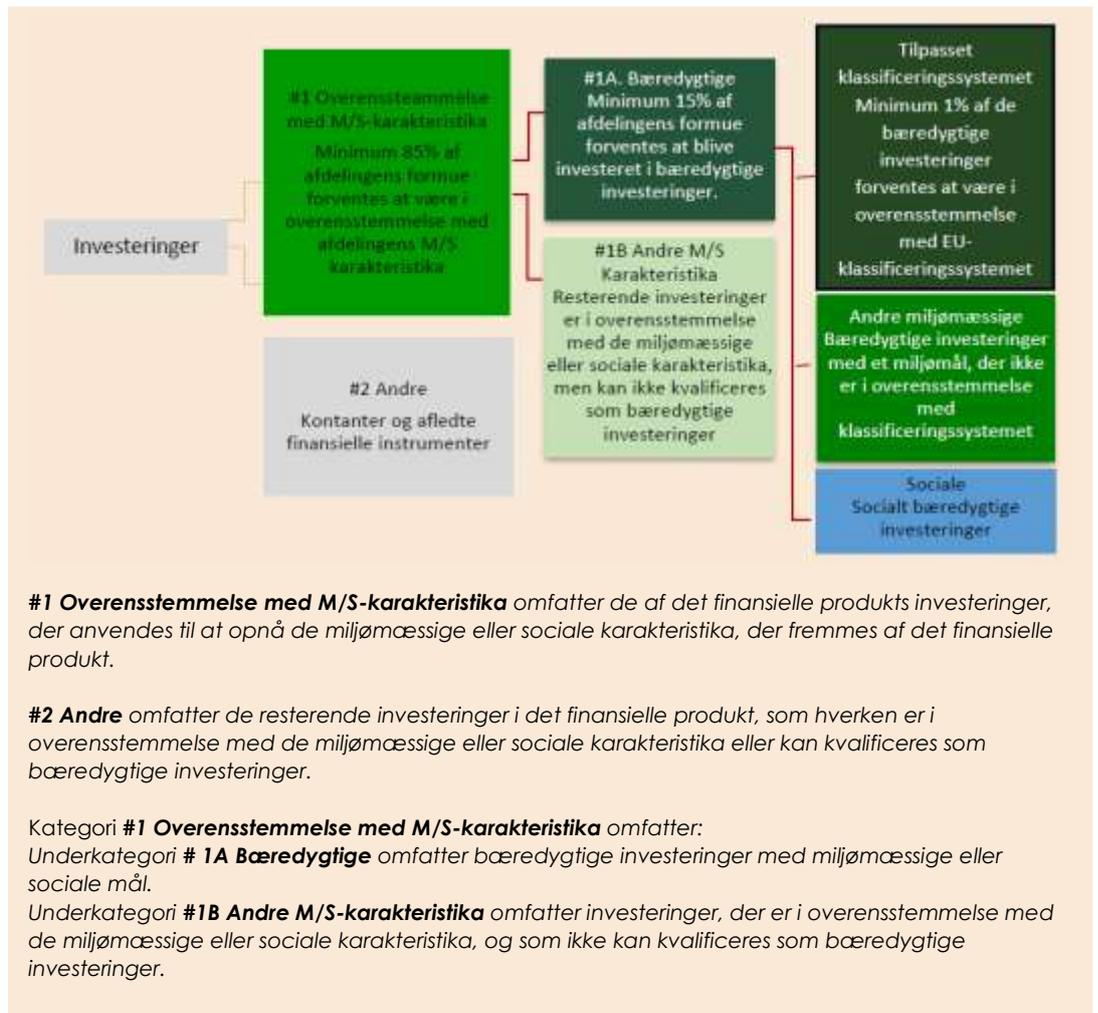 Investeringer
#1 Overenssteammelse
med M/S-karakteristika
Minimum 85% af
afdelingens formue
forventes at være i
overensstemmelse med
afdelingens M/S
karakteristika
#2 Andre
Kontanter og afledte
finansielle instrumenter
#1A. Bæredygtige
Minimum 15% af
afdelingens formue
forventes at blive
investeret i bæredygtige
investeringer.
#1B Andre M/S
Karakteristika
Resterende investeringer
er i overensstemmelse
med de miljømæssige
eller sociale karakteristika,
men kan ikke kvalificeres
som bæredygtige
investeringer
Tilpasset
klassificeringssystemet
Minimum 1% af de
bæredygtige
investeringer
forventes at være i
overensstemmelse
med EU-
klassificeringssystemet
Andre miljømæssige
Bæredygtige investeringer
med et miljømål, der ikke
er i overensstemmelse
med
klassificeringssystemet
Sociale
Socialt bæredygtige
investeringer
#1 Overensstemmelse med M/S-karakteristika omfatter de af det finansielle produkts investeringer,
der anvendes til at opnå de miljømæssige eller sociale karakteristika, der fremmes af det finansielle
produkt.
#2 Andre omfatter de resterende investeringer i det finansielle produkt, som hverken er i
overensstemmelse med de miljømæssige eller sociale karakteristika eller kan kvalificeres som
bæredygtige investeringer.
Kategori #1 Overensstemmelse med M/S-karakteristika omfatter:
Underkategori # 1A Bæredygtige omfatter bæredygtige investeringer med miljømæssige eller
sociale mål.
Underkategori #1B Andre M/S-karakteristika omfatter investeringer, der er i overensstemmelse med
de miljømæssige eller sociale karakteristika, og som ikke kan kvalificeres som bæredygtige
investeringer.